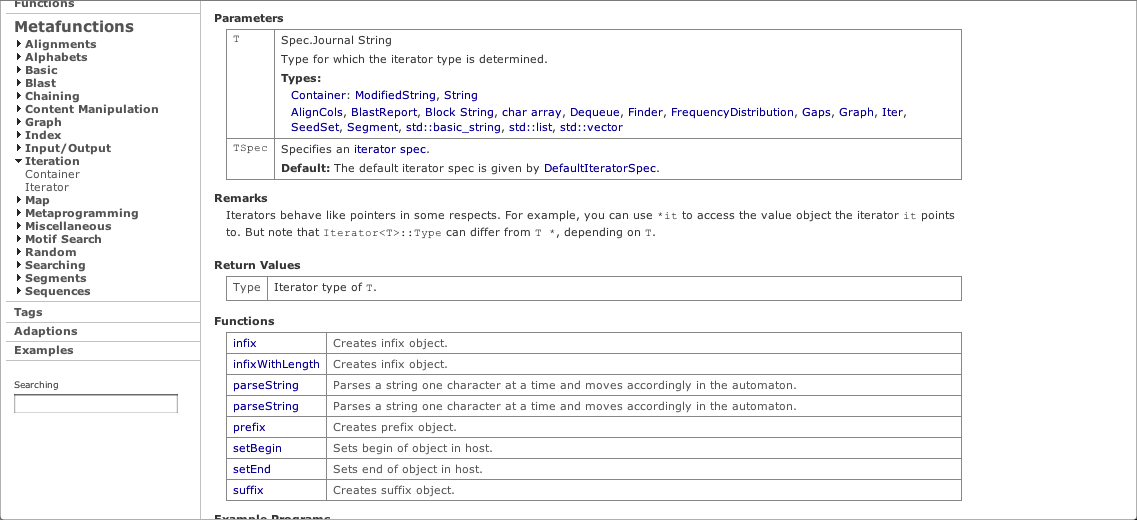 Functions
Metafunctions
Alignments
Alphabets
Basic
Blast
Chaining
Content Manipulation
Graph
Index
Input/Output
Iteration
Container
Iterator
Map
Metaprogramming
Miscellaneous
Motif Search
Random
Searching
Segments
Sequences
Tags
Adaptions
Examples
Searching
Parameters
T
Spec.Journal String
Type for which the iterator type is determined.
Types:
Container: ModifiedString, String
AlignCols, BlastReport, Block String, char array, Dequeue, Finder, FrequencyDistribution, Gaps, Graph, Iter,
SeedSet, Segment, std::basic_string, std::list, std::vector
TSpec
Specifies an iterator spec.
Default: The default iterator spec is given by DefaultIteratorSpec.
Remarks
Iterators behave like pointers in some respects. For example, you can use *it to access the value object the iterator it points
to. But note that Iterator<T>::Type can differ from T *, depending on T.
Return Values
Type Iterator type of T.
Functions
infix Creates infix object.
infixWithLength Creates infix object.
parseString Parses a string one character at a time and moves accordingly in the automaton.
parseString Parses a string one character at a time and moves accordingly in the automaton.
prefix Creates prefix object.
setBegin Sets begin of object in host.
setEnd Sets end of object in host.
suffix Creates suffix object.
Example Programs